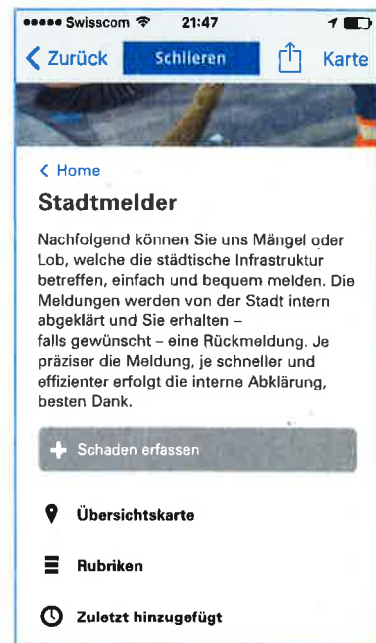 Swisscom 21:47
Zurück Schlieren Karte
Home
Stadtmelder
Nachfolgend können Sie uns Mängel oder
Lob, welche die städtische Infrastruktur
betreffen, einfach und bequem melden. Die
Meldungen werden von der Stadt intern
abgeklärt und Sie erhalten –
falls gewünscht – eine Rückmeldung. Je
präziser die Meldung, je schneller und
effizienter erfolgt die interne Abklärung,
besten Dank.
+ Schaden erfassen
Übersichtskarte
Rubriken
Zuletzt hinzugefügt